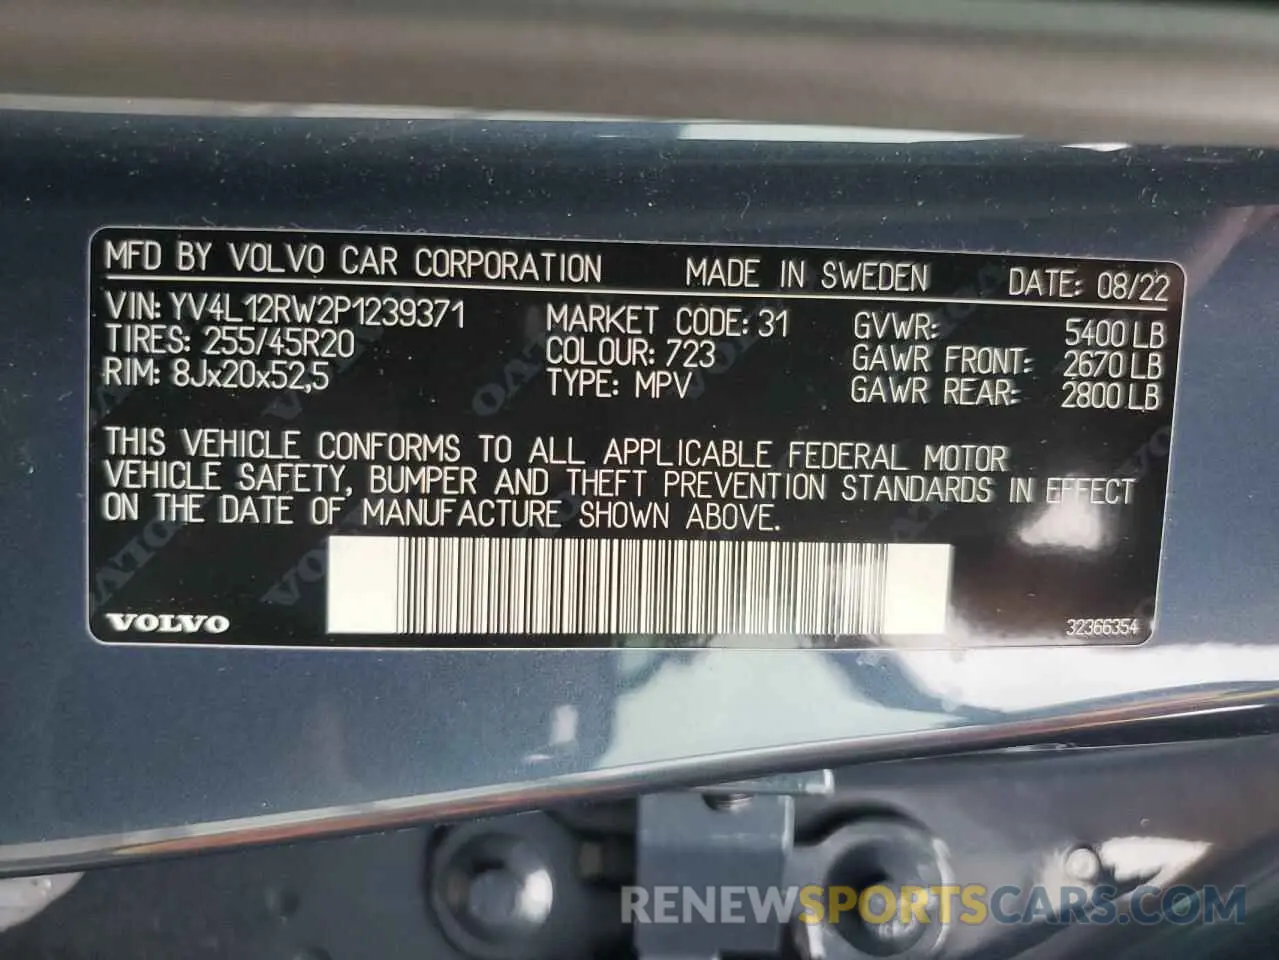 MFD BY VOLVO CAR CORPORATION MADE IN SWEDEN DATE: 08/22
VIN: YV4L12RW2P1239371 MARKET CODE: 31 GVWR: 5400 LB
TIRES: 255/45R20 COLOUR: 723 GAWR FRONT: 2670 LB
RIM: 8Jx20x52,5 TYPE: MPV GAWR REAR: 2800 LB
THIS VEHICLE CONFORMS TO ALL APPLICABLE FEDERAL MOTOR
VEHICLE SAFETY, BUMPER AND THEFT PREVENTION STANDARDS IN EFFECT
ON THE DATE OF MANUFACTURE SHOWN ABOVE.
VOLVO 32366354
RENEWSPORTSCARS.COM